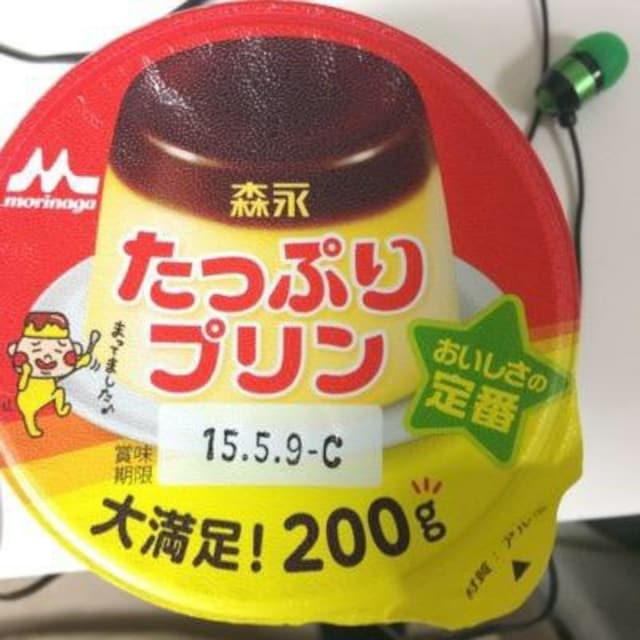 森永
morinaga
たっぷり
プリン
まってました♪
おいしさの
定番
賞味
期限
15.5.9-C
大満足!200g